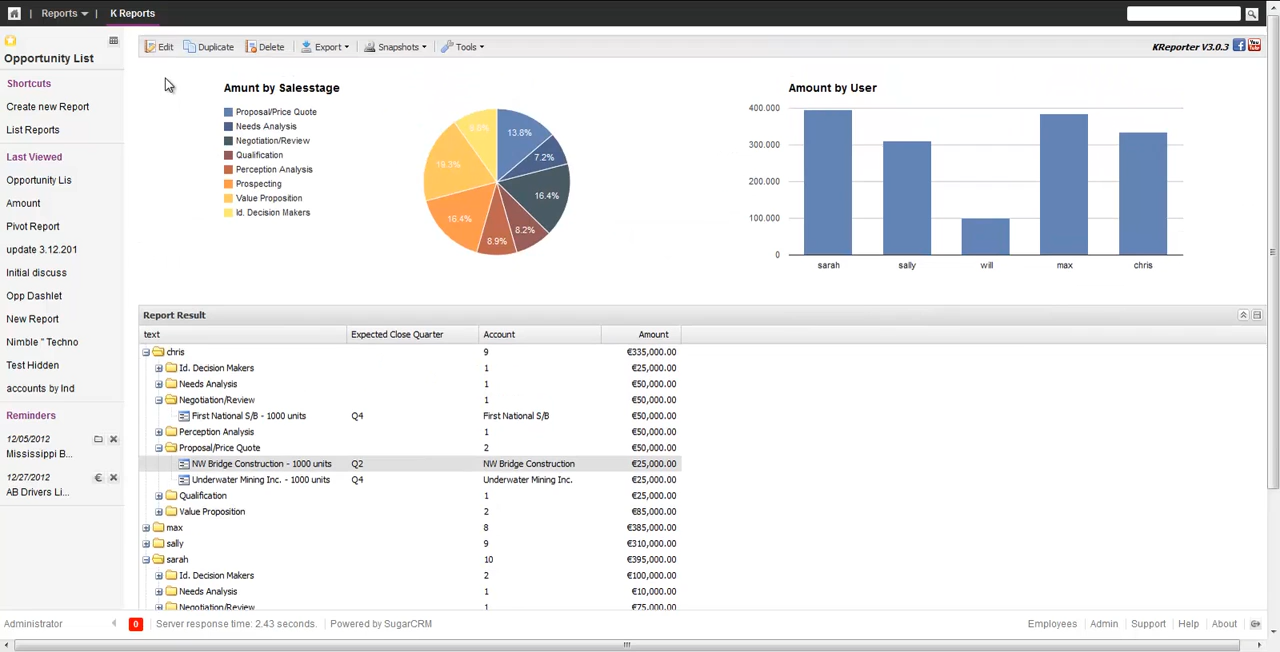 Reports | K Reports
Opportunity List
Shortcuts
Create new Report
List Reports
Last Viewed
Opportunity Lis
Amount
Pivot Report
update 3.12.201
Initial discuss
Opp Dashlet
New Report
Nimble " Techno
Test Hidden
accounts by Ind
Reminders
12/05/2012
Mississippi B...
12/27/2012
AB Drivers Li...
Edit Duplicate Delete Export Snapshots Tools
KReporter V3.0.3
Amunt by Salesstage
Proposal/Price Quote
Needs Analysis
Negotiation/Review
Qualification
Perception Analysis
Prospecting
Value Proposition
Id. Decision Makers
13.8%
7.2%
16.4%
8.2%
8.9%
16.4%
19.3%
Amount by User
400.000
300.000
200.000
100.000
0
sarah sally will max chris
Report Result
text Expected Close Quarter Account Amount
chris 9 €335,000.00
Id. Decision Makers 1 €25,000.00
Needs Analysis 1 €50,000.00
Negotiation/Review 1 €50,000.00
First National S/B - 1000 units Q4 First National S/B €50,000.00
Perception Analysis 1 €50,000.00
Proposal/Price Quote 2 €50,000.00
NW Bridge Construction - 1000 units Q2 NW Bridge Construction €25,000.00
Underwater Mining Inc. - 1000 units Q4 Underwater Mining Inc. €25,000.00
Qualification 1 €25,000.00
Value Proposition 2 €85,000.00
max 8 €385,000.00
sally 9 €310,000.00
sarah 10 €395,000.00
Id. Decision Makers 2 €100,000.00
Needs Analysis 1 €10,000.00
Negotiation/Review 1 €75,000.00
Administrator 0 Server response time: 2.43 seconds. | Powered by SugarCRM
Employees | Admin | Support | Help | About